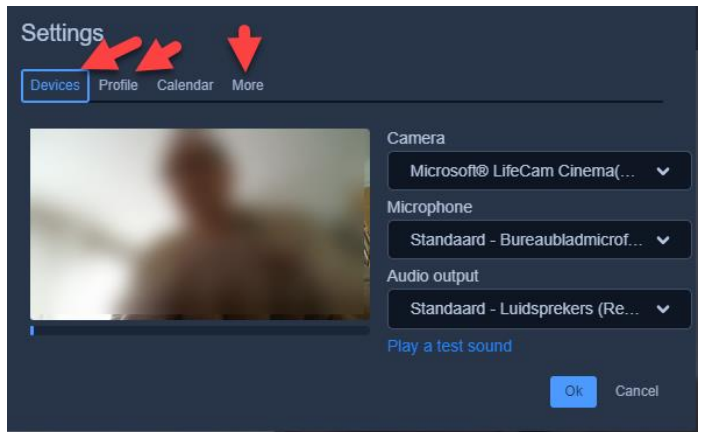 Settings
Devices Profile Calendar More
Camera
Microsoft® LifeCam Cinema(...
Microphone
Standaard - Bureaubladmicrof...
Audio output
Standaard - Luidsprekers (Re...
Play a test sound
Ok Cancel